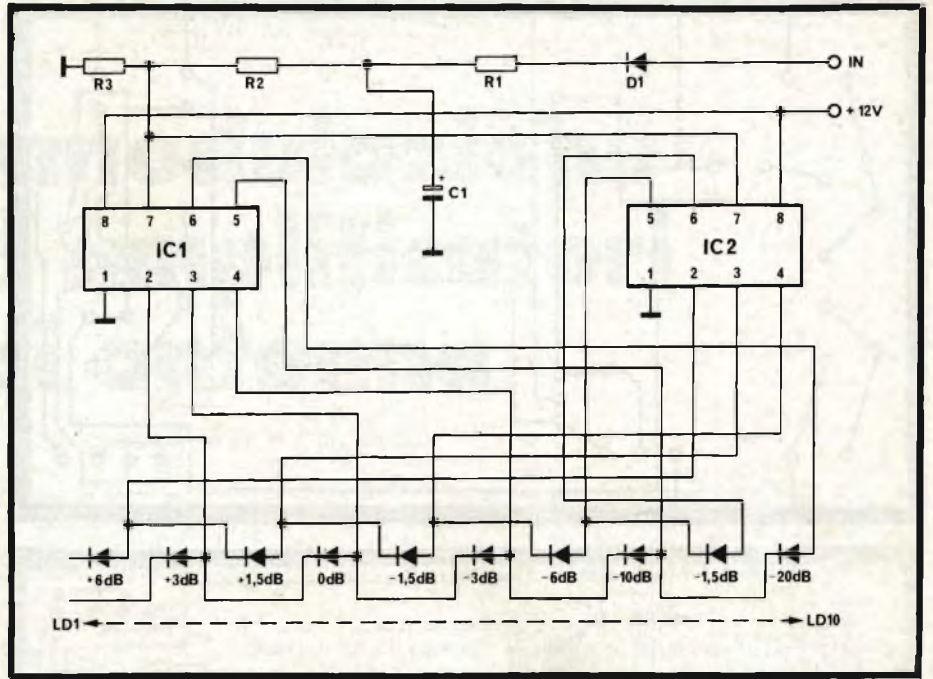 R3 R2 R1 D1 IN
+12V
C1
8 7 6 5
IC1
1 2 3 4
5 6 7 8
IC2
1 2 3 4
+6dB +3dB +1,5dB 0dB -1,5dB -3dB -6dB -10dB -1,5dB -20dB
LD1 LD10